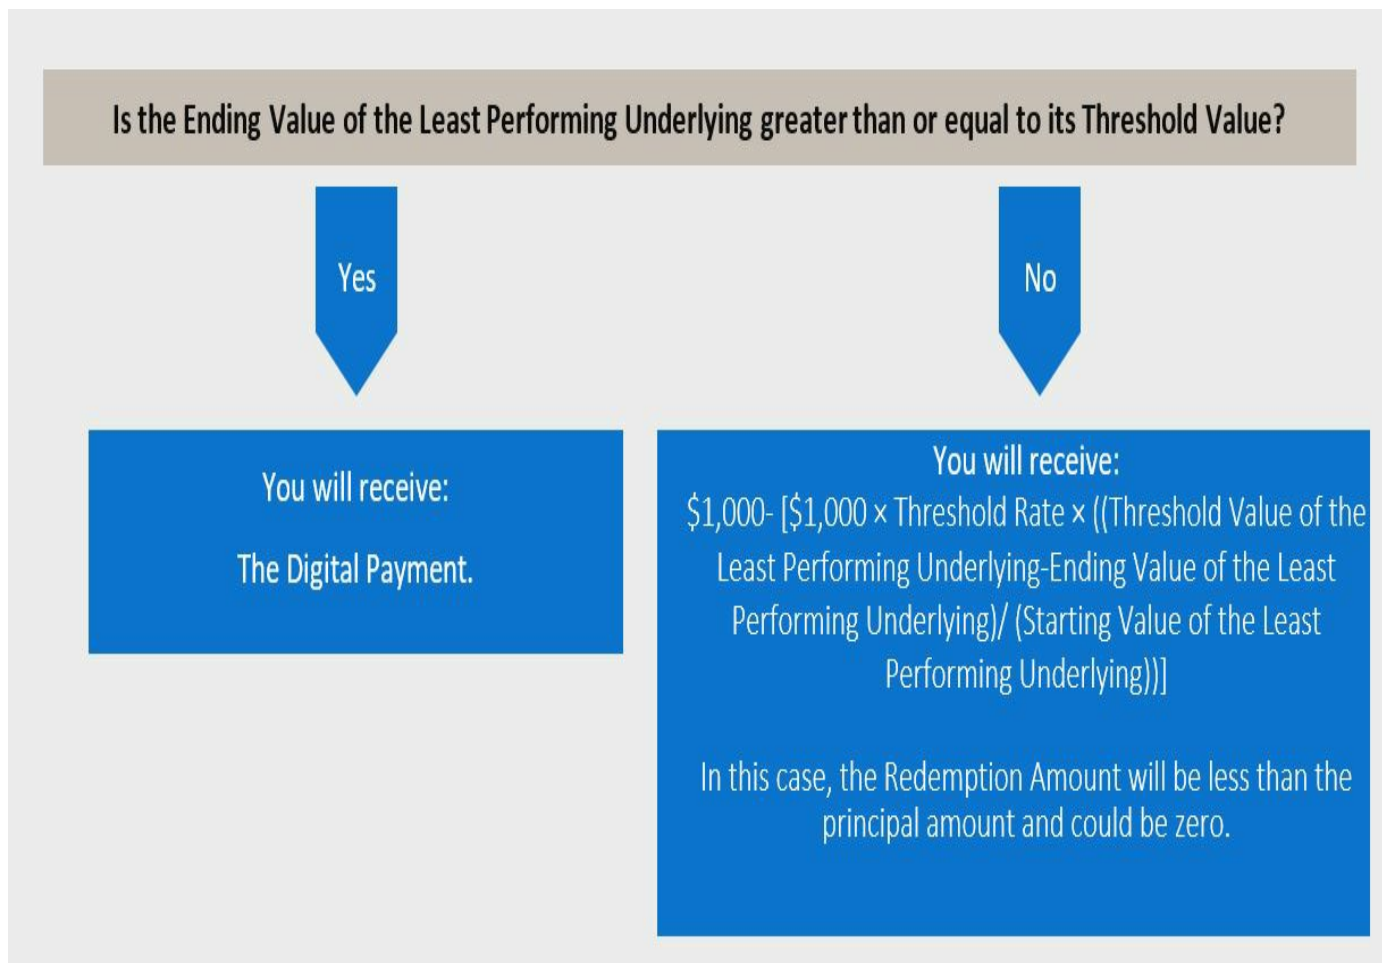 Is the Ending Value of the Least Performing Underlying greater than or equal to its Threshold Value?
Yes
No
You will receive:
The Digital Payment.
You will receive:
$1,000- [$1,000 × Threshold Rate × ((Threshold Value of the
Least Performing Underlying-Ending Value of the Least
Performing Underlying)/ (Starting Value of the Least
Performing Underlying))]
In this case, the Redemption Amount will be less than the
principal amount and could be zero.